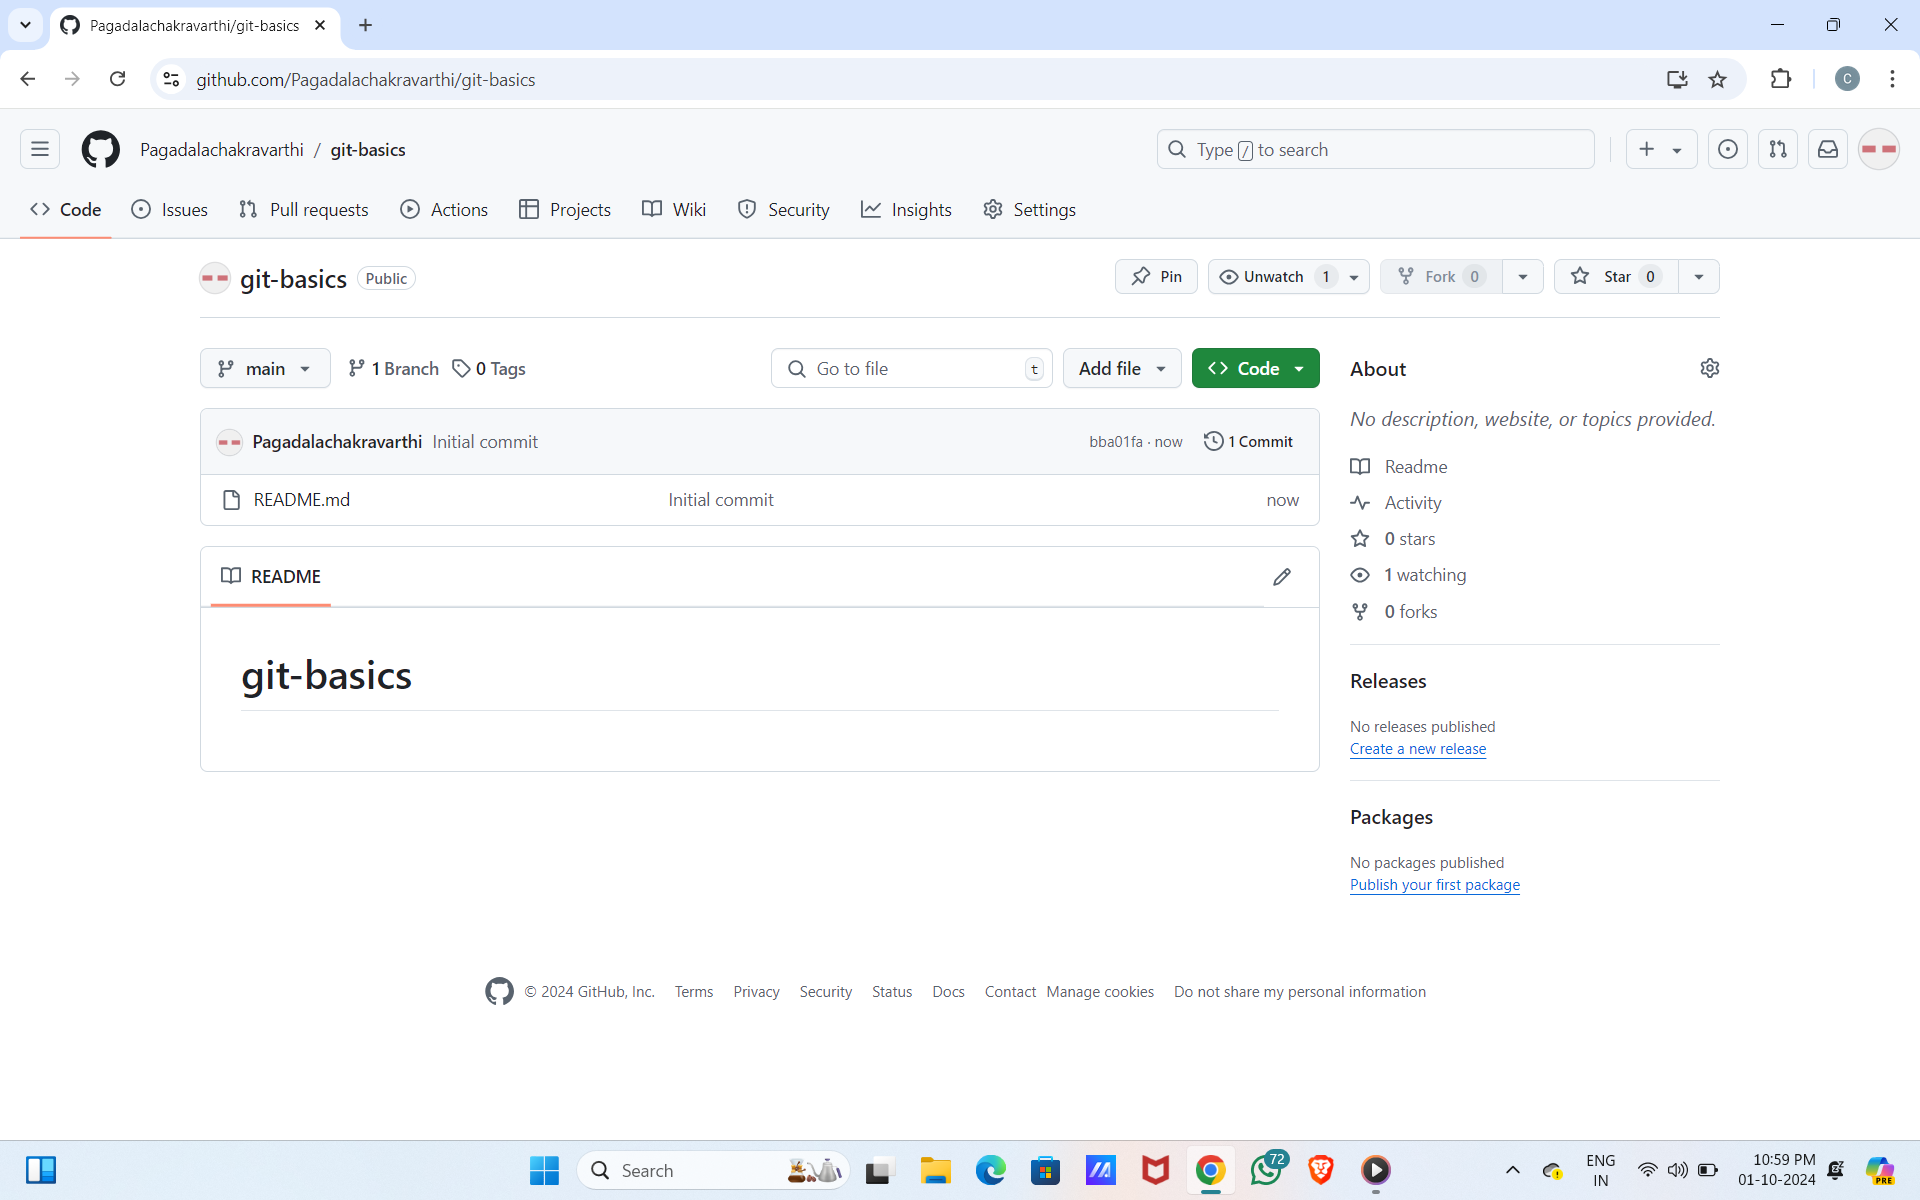 Pagadalachakravarthi/git-basics
github.com/Pagadalachakravarthi/git-basics
C
Pagadalachakravarthi / git-basics
Type / to search
Code Issues Pull requests Actions Projects Wiki Security Insights Settings
git-basics Public
Pin Unwatch 1 Fork 0 Star 0
main 1 Branch 0 Tags
Go to file t Add file Code
Pagadalachakravarthi Initial commit bba01fa · now 1 Commit
README.md Initial commit now
README
git-basics
About
No description, website, or topics provided.
Readme
Activity
0 stars
1 watching
0 forks
Releases
No releases published
Create a new release
Packages
No packages published
Publish your first package
© 2024 GitHub, Inc. Terms Privacy Security Status Docs Contact Manage cookies Do not share my personal information
Search
72
ENG
IN
10:59 PM
01-10-2024
PRE